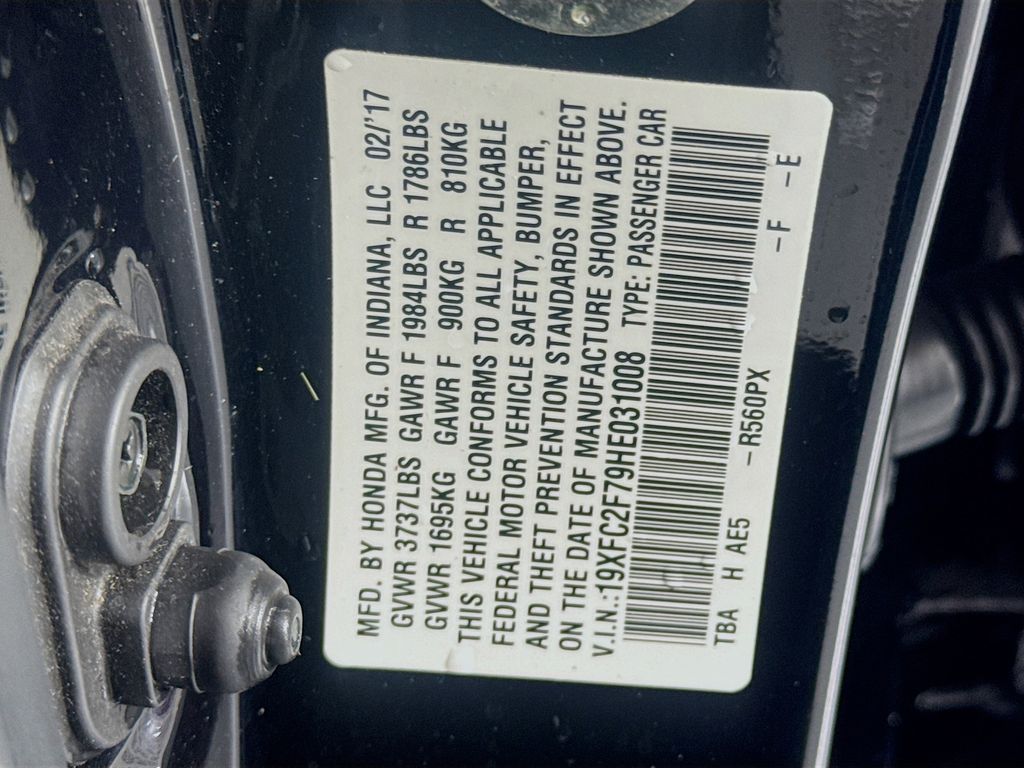 MFD. BY HONDA MFG. OF INDIANA, LLC 02/'17
GVWR 3737LBS GAWR F 1984LBS R 1786LBS
GVWR 1695KG GAWR F 900KG R 810KG
THIS VEHICLE CONFORMS TO ALL APPLICABLE
FEDERAL MOTOR VEHICLE SAFETY, BUMPER,
AND THEFT PREVENTION STANDARDS IN EFFECT
ON THE DATE OF MANUFACTURE SHOWN ABOVE.
V.I.N.:19XFC2F79HE031008 TYPE: PASSENGER CAR
TBA H AE5 –R560PX –F –E